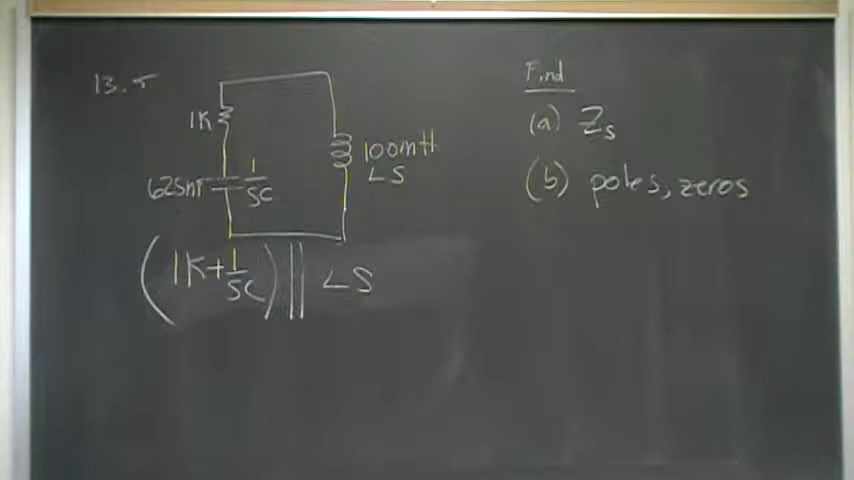 13.5
1K
625nF
1/SC
100mH
LS
(1K+1/SC) || LS
Find
(a) Zs
(b) poles, zeros